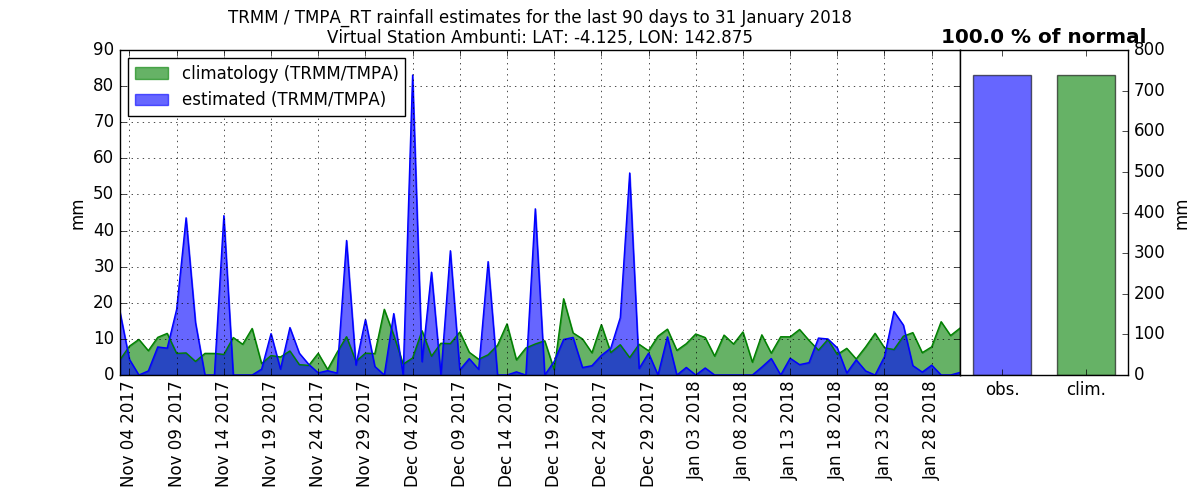 TRMM / TMPA_RT rainfall estimates for the last 90 days to 31 January 2018
Virtual Station Ambunti: LAT: -4.125, LON: 142.875
100.0 % of normal
climatology (TRMM/TMPA)
estimated (TRMM/TMPA)
mm
90
80
70
60
50
40
30
20
10
0
Nov 04 2017
Nov 09 2017
Nov 14 2017
Nov 19 2017
Nov 24 2017
Nov 29 2017
Dec 04 2017
Dec 09 2017
Dec 14 2017
Dec 19 2017
Dec 24 2017
Dec 29 2017
Jan 03 2018
Jan 08 2018
Jan 13 2018
Jan 18 2018
Jan 23 2018
Jan 28 2018
obs.
clim.
800
700
600
500
400
300
200
100
0
mm